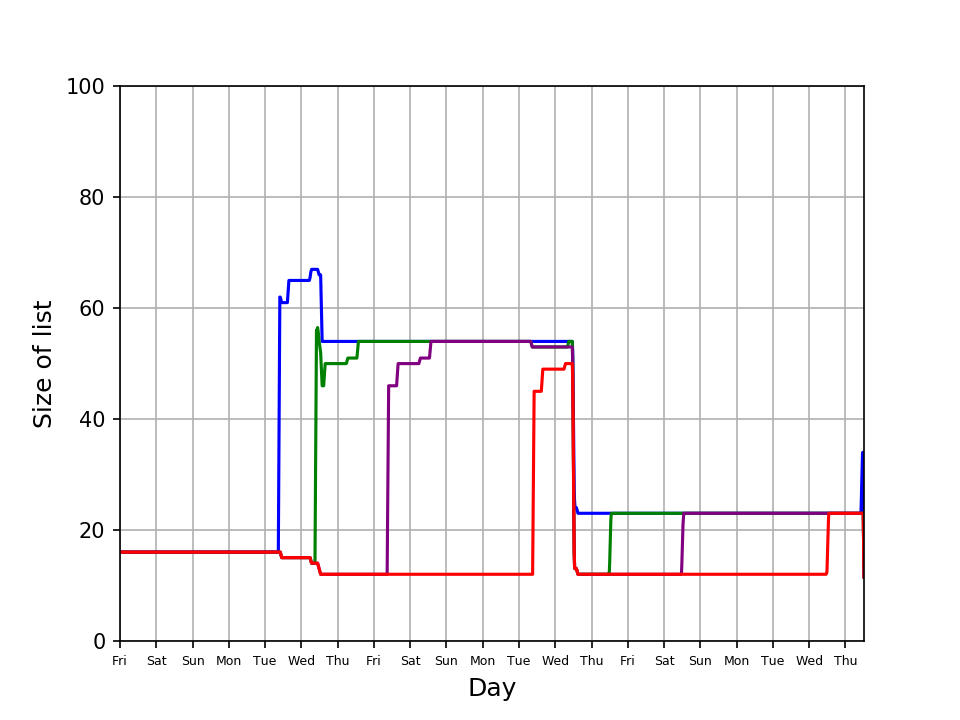 Size of list
100
80
60
40
20
0
Fri Sat Sun Mon Tue Wed Thu Fri Sat Sun Mon Tue Wed Thu Fri Sat Sun Mon Tue Wed Thu
Day